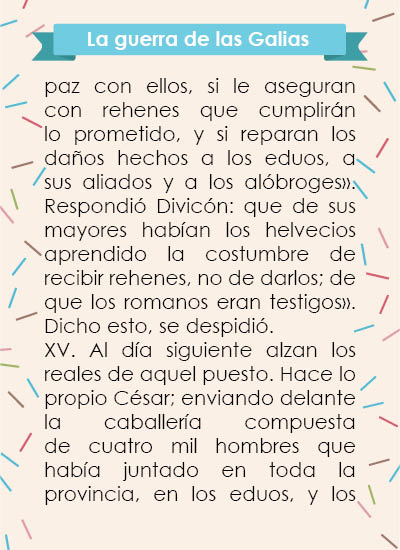 La guerra de las Galias
paz con ellos, si le aseguran
con rehenes que cumplirán
lo prometido, y si reparan los
daños hechos a los eduos, a
sus aliados y a los alóbroges».
Respondió Divicón: que de sus
mayores habían los helvecios
aprendido la costumbre de
recibir rehenes, no de darlos; de
que los romanos eran testigos».
Dicho esto, se despidió.
XV. Al día siguiente alzan los
reales de aquel puesto. Hace lo
propio César; enviando delante
la caballería compuesta
de cuatro mil hombres que
había juntado en toda la
provincia, en los eduos, y los